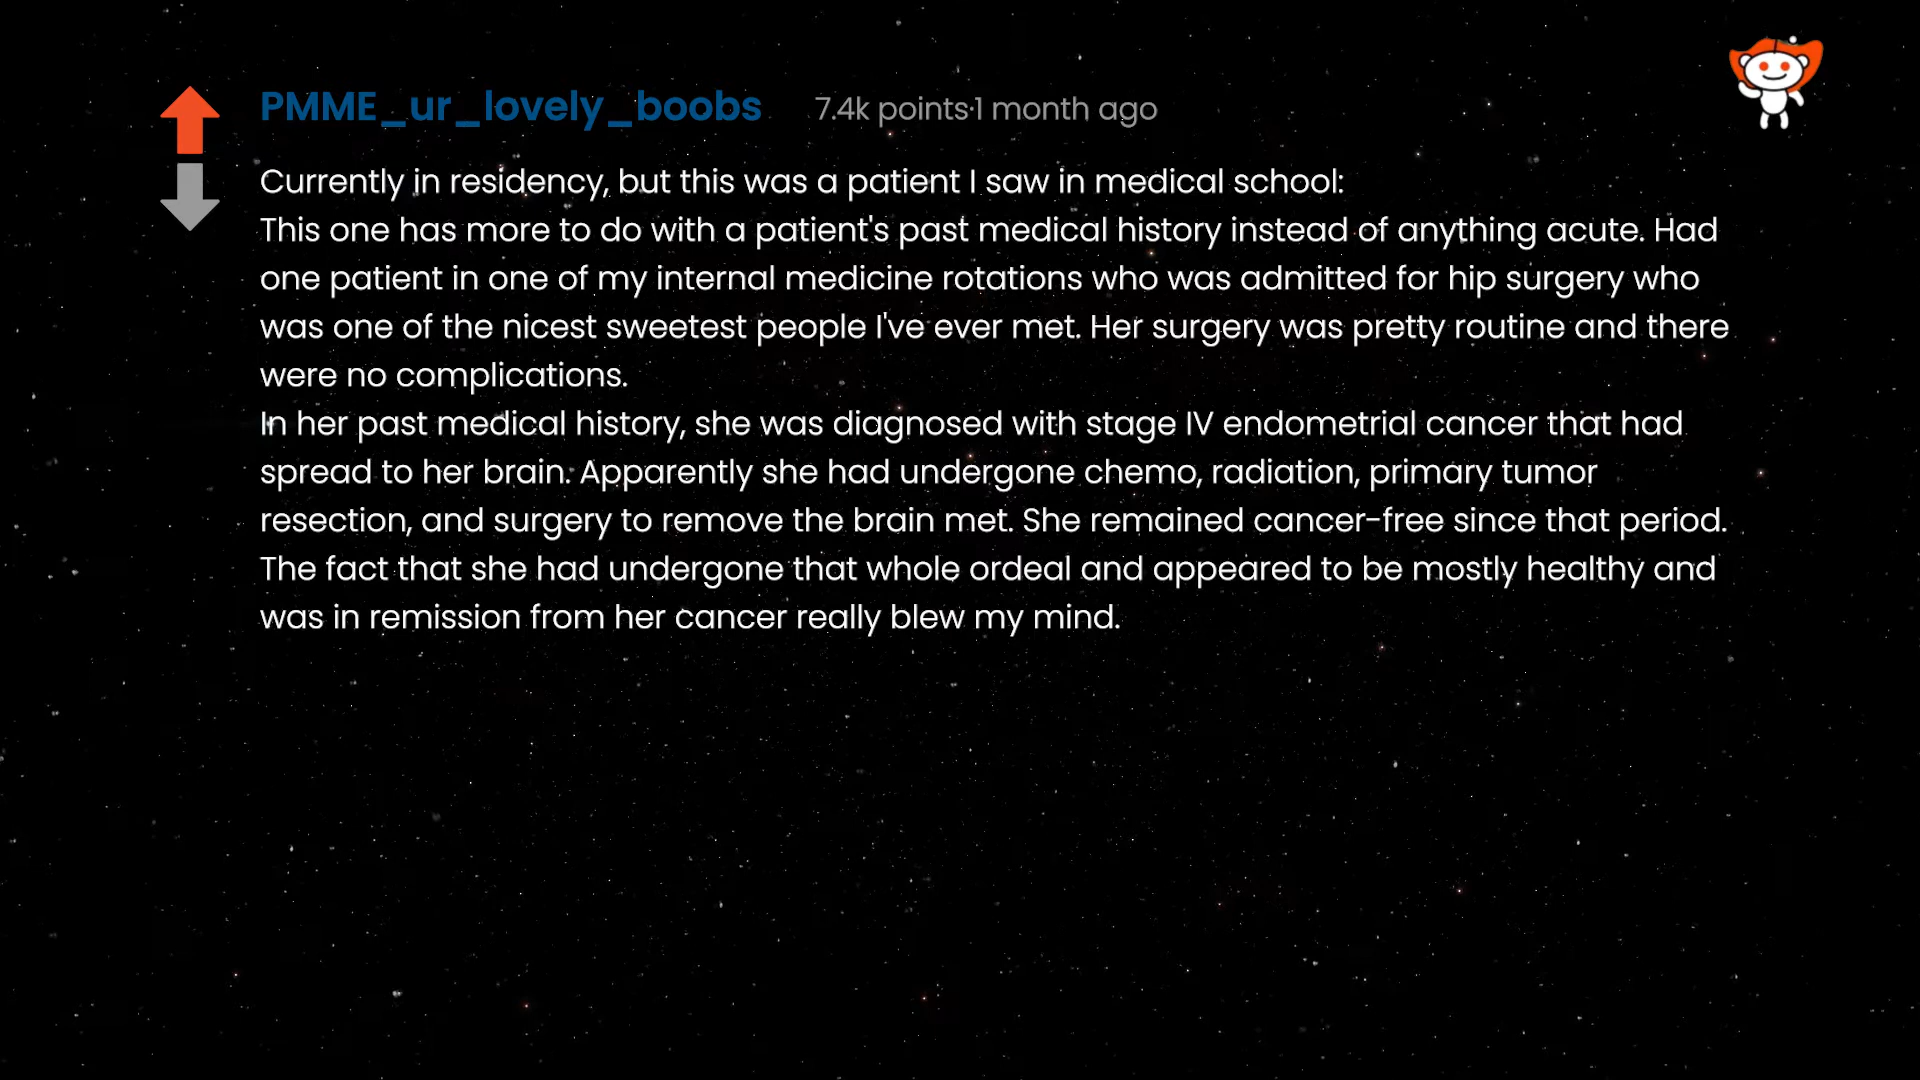 PMME_ur_lovely_boobs 7.4k points·1 month ago
Currently in residency, but this was a patient I saw in medical school:
This one has more to do with a patient's past medical history instead of anything acute. Had
one patient in one of my internal medicine rotations who was admitted for hip surgery who
was one of the nicest sweetest people I've ever met. Her surgery was pretty routine and there
were no complications.
In her past medical history, she was diagnosed with stage IV endometrial cancer that had
spread to her brain. Apparently she had undergone chemo, radiation, primary tumor
resection, and surgery to remove the brain met. She remained cancer-free since that period.
The fact that she had undergone that whole ordeal and appeared to be mostly healthy and
was in remission from her cancer really blew my mind.